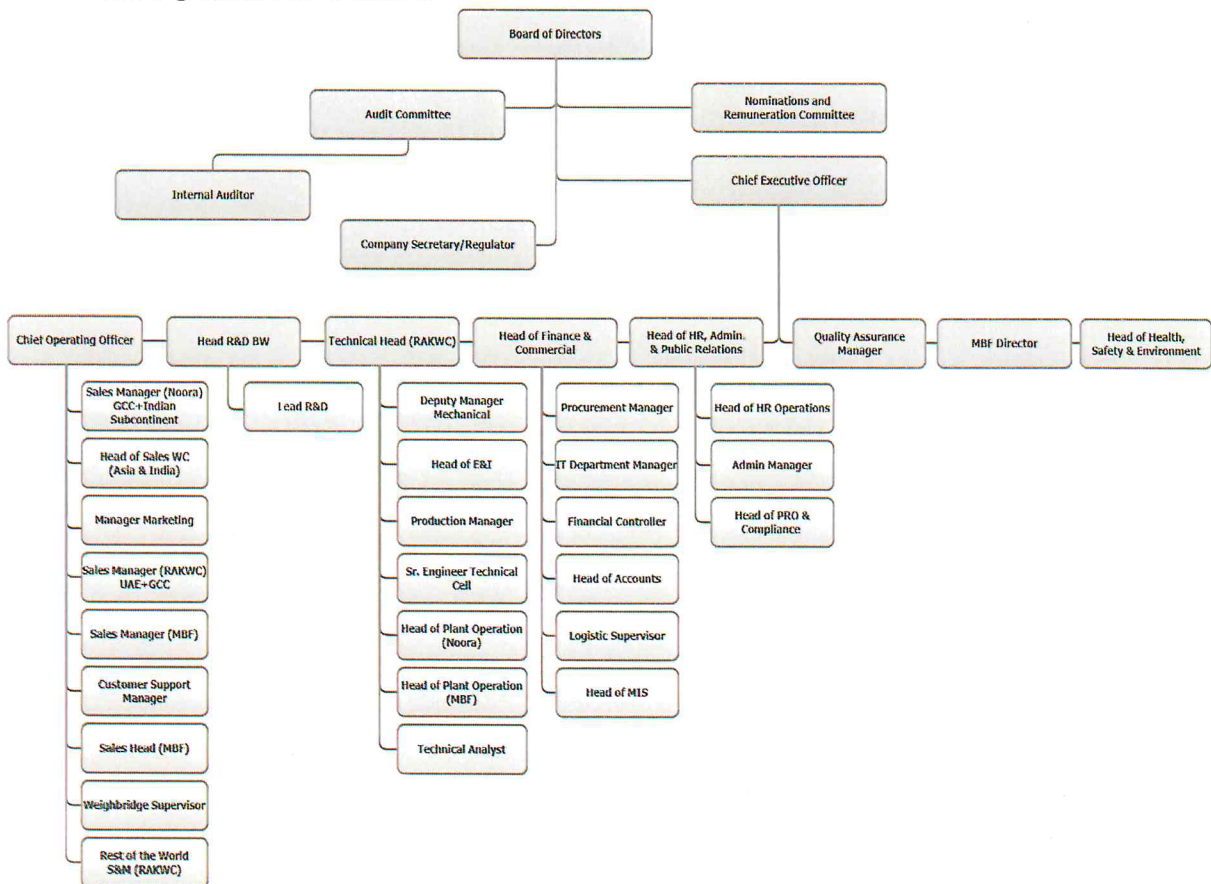 Board of Directors
Audit Committee
Nominations and
Remuneration Committee
Internal Auditor
Chief Executive Officer
Company Secretary/Regulator
Chief Operating Officer
Head R&D BW
Technical Head (RAKWC)
Head of Finance &
Commercial
Head of HR, Admin.
& Public Relations
Quality Assurance
Manager
MBF Director
Head of Health,
Safety & Environment
Sales Manager (Noora)
GCC+Indian
Subcontinent
Head of Sales WC
(Asia & India)
Manager Marketing
Sales Manager (RAKWC)
UAE+GCC
Sales Manager (MBF)
Customer Support
Manager
Sales Head (MBF)
Weighbridge Supervisor
Rest of the World
S&M (RAKWC)
Lead R&D
Deputy Manager
Mechanical
Head of E&I
Production Manager
Sr. Engineer Technical
Cell
Head of Plant Operation
(Noora)
Head of Plant Operation
(MBF)
Technical Analyst
Procurement Manager
IT Department Manager
Financial Controller
Head of Accounts
Logistic Supervisor
Head of MIS
Head of HR Operations
Admin Manager
Head of PRO &
Compliance